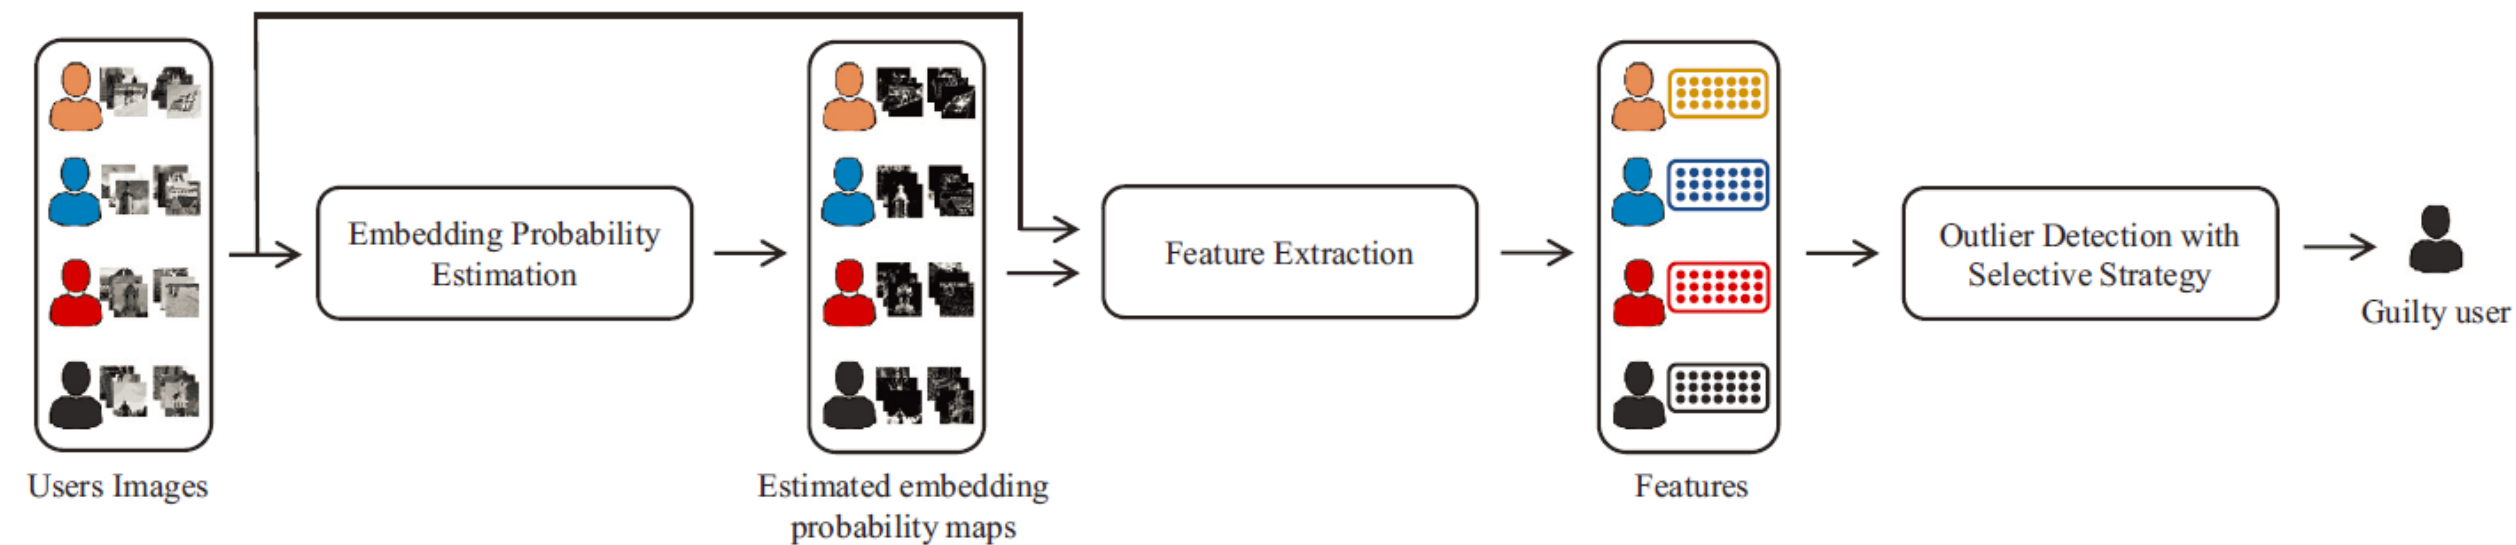 Users Images
Embedding Probability
Estimation
Estimated embedding
probability maps
Feature Extraction
Features
Outlier Detection with
Selective Strategy
Guilty user